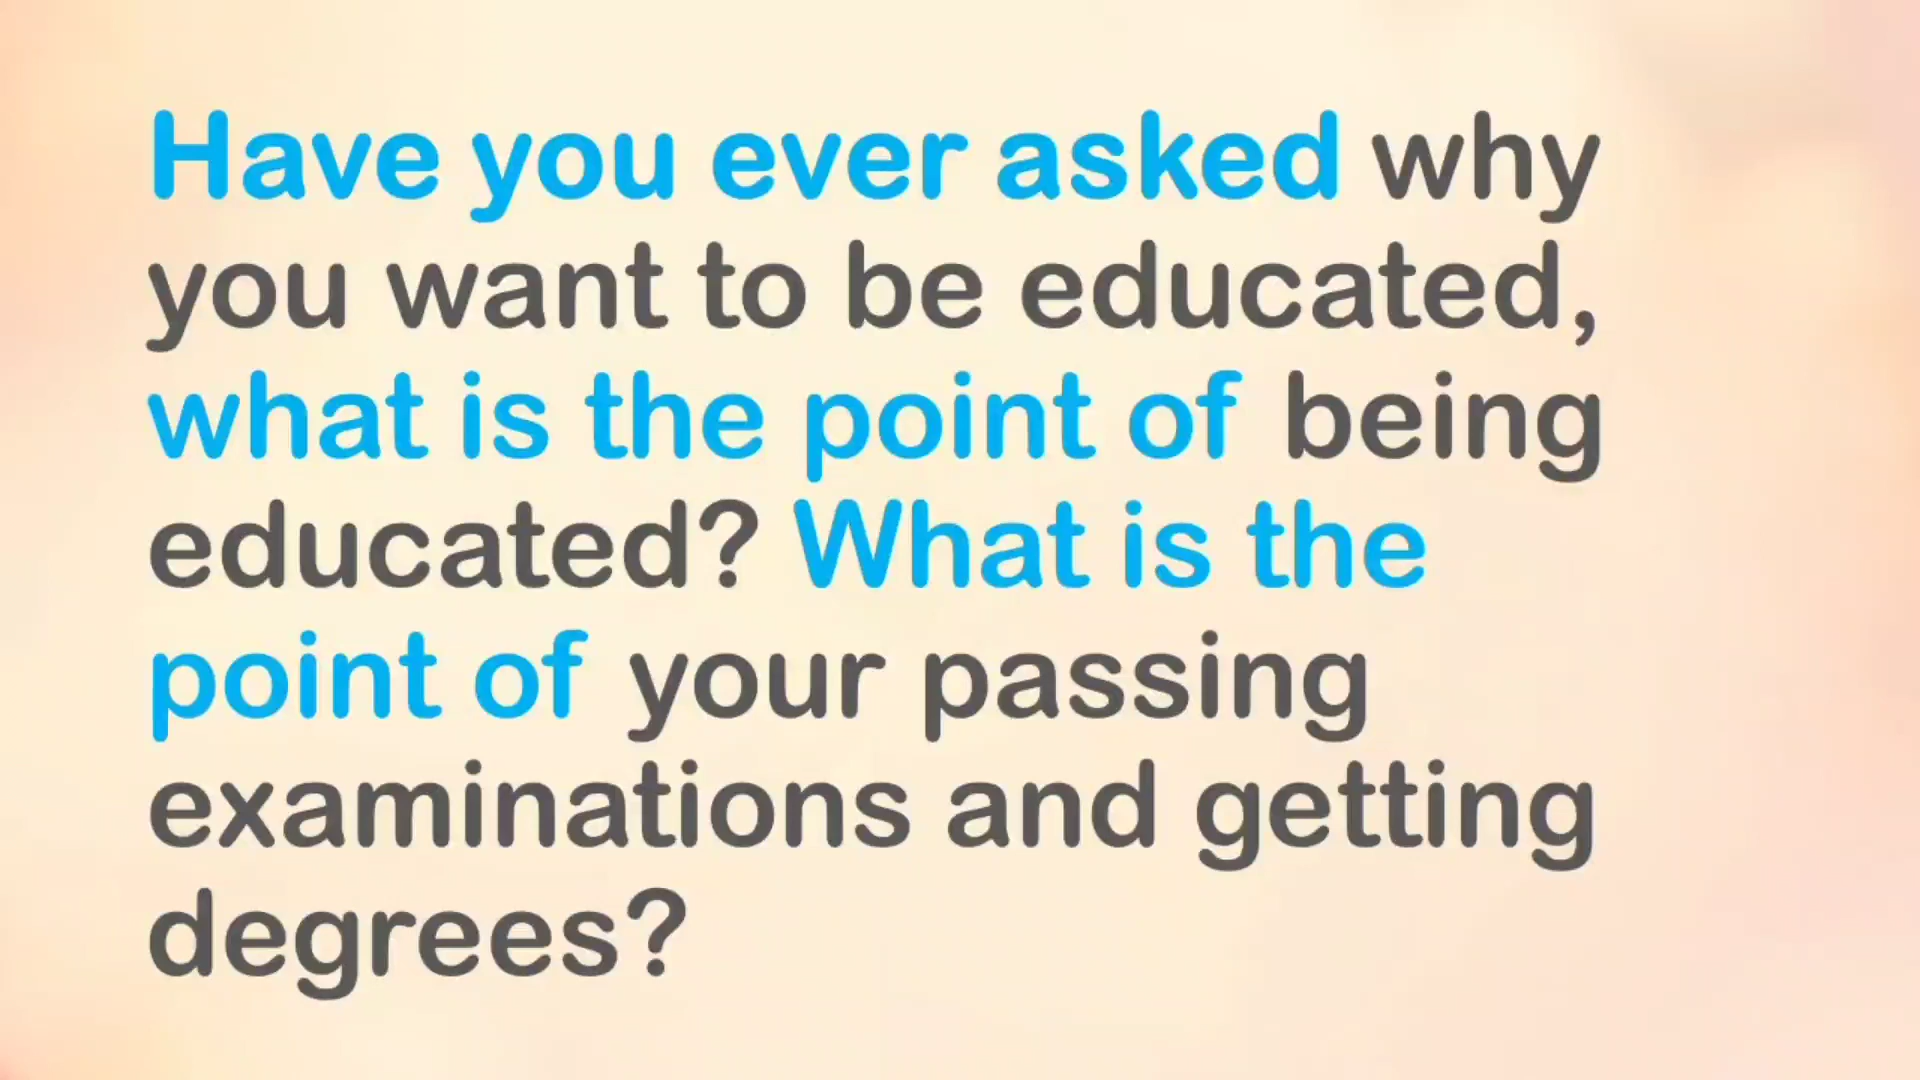 Have you ever asked why
you want to be educated,
what is the point of being
educated? What is the
point of your passing
examinations and getting
degrees?